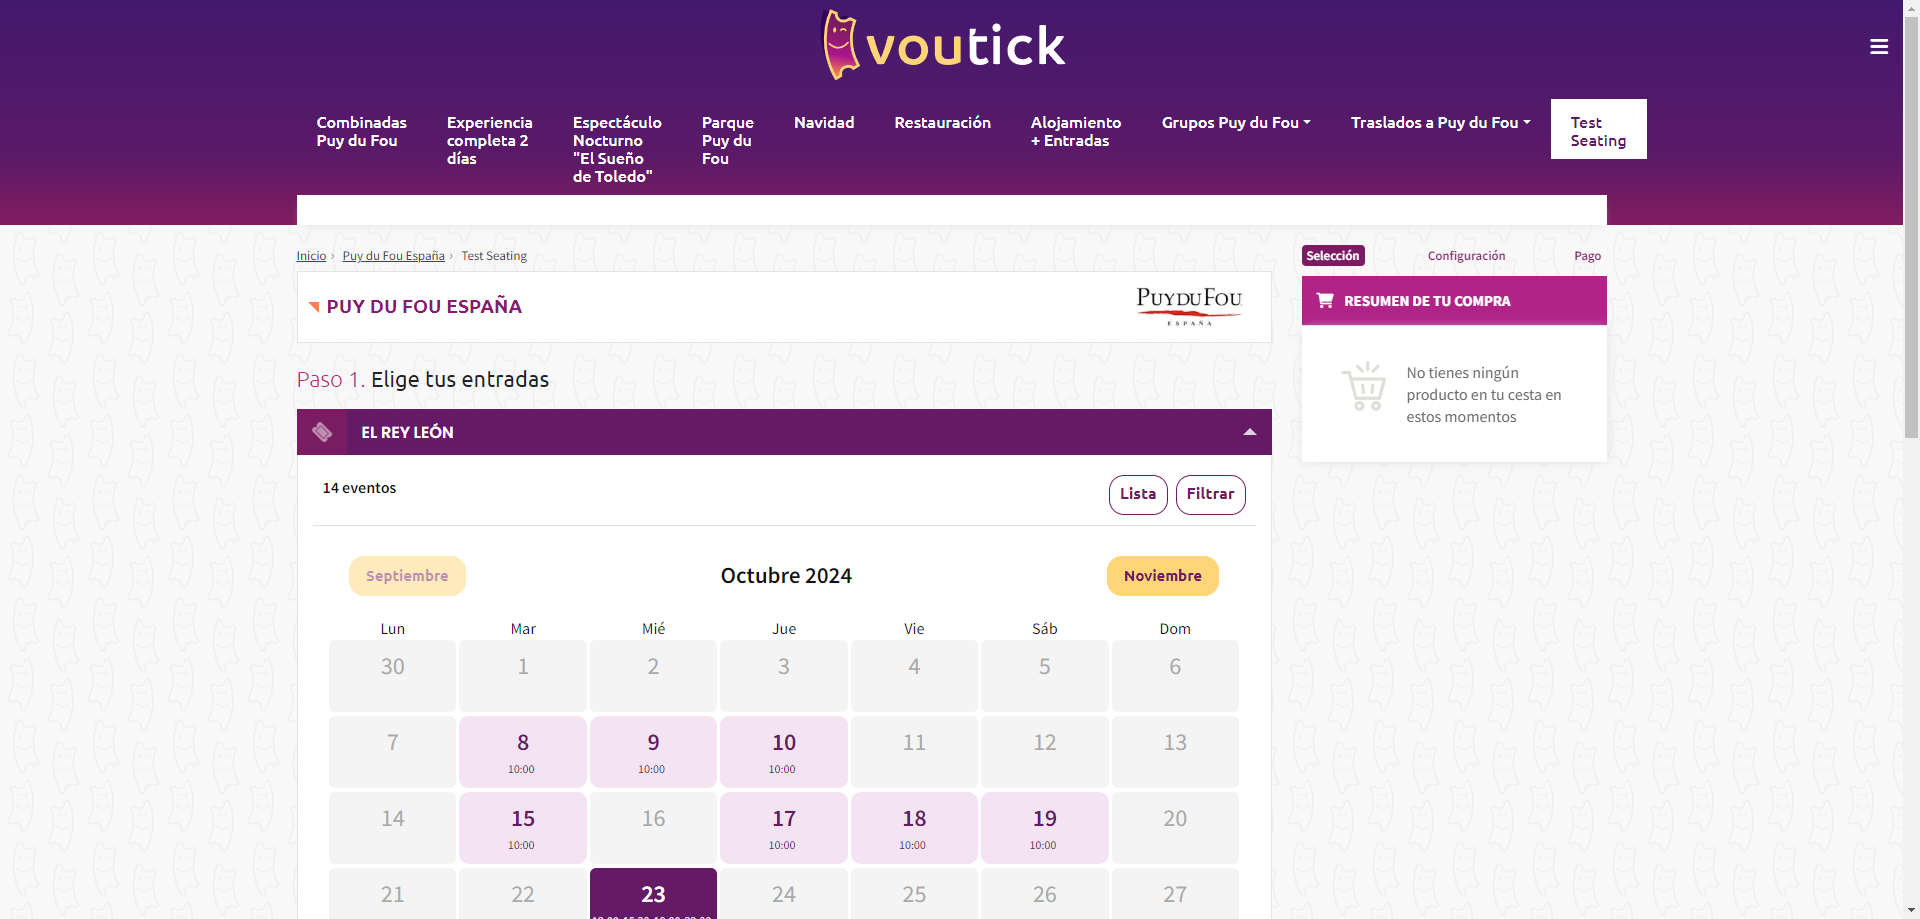 voutick
Combinadas
Puy du Fou
Experiencia
completa 2
días
Espectáculo
Nocturno
"El Sueño
de Toledo"
Parque
Puy du
Fou
Navidad
Restauración
Alojamiento
+ Entradas
Grupos Puy du Fou
Traslados a Puy du Fou
Test
Seating
Inicio › Puy du Fou España › Test Seating
PUY DU FOU ESPAÑA
PUY DU FOU
ESPAÑA
Selección
Configuración
Pago
RESUMEN DE TU COMPRA
No tienes ningún
producto en tu cesta en
estos momentos
Paso 1. Elige tus entradas
EL REY LEÓN
14 eventos
Lista
Filtrar
Septiembre
Octubre 2024
Noviembre
Lun Mar Mié Jue Vie Sáb Dom
30 1 2 3 4 5 6
7 8 9 10 11 12 13
10:00 10:00 10:00
14 15 16 17 18 19 20
10:00 10:00 10:00 10:00
21 22 23 24 25 26 27